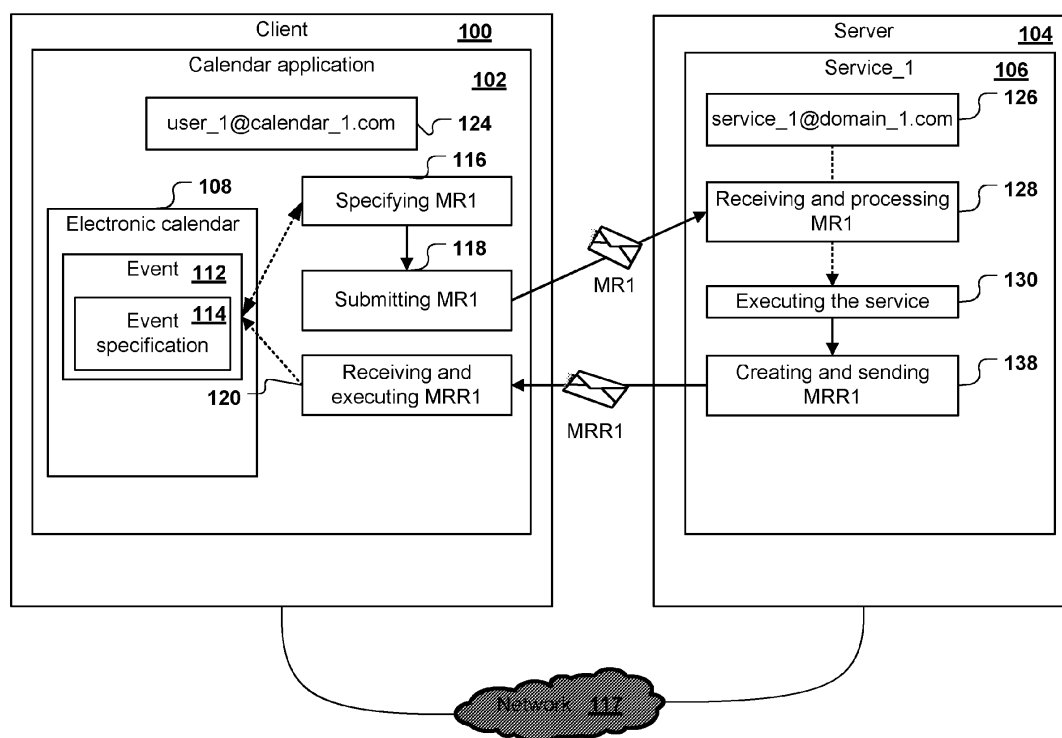 Client 100
Calendar application
102
user_1@calendar_1.com
124
116
108
Specifying MR1
Electronic calendar
118
Event 112
Submitting MR1
Event 114
specification
Receiving and
executing MRR1
120
MR1
MRR1
Server
104
Service_1
106
126
service_1@domain_1.com
Receiving and processing
MR1
128
Executing the service
130
Creating and sending
MRR1
138
Network 117